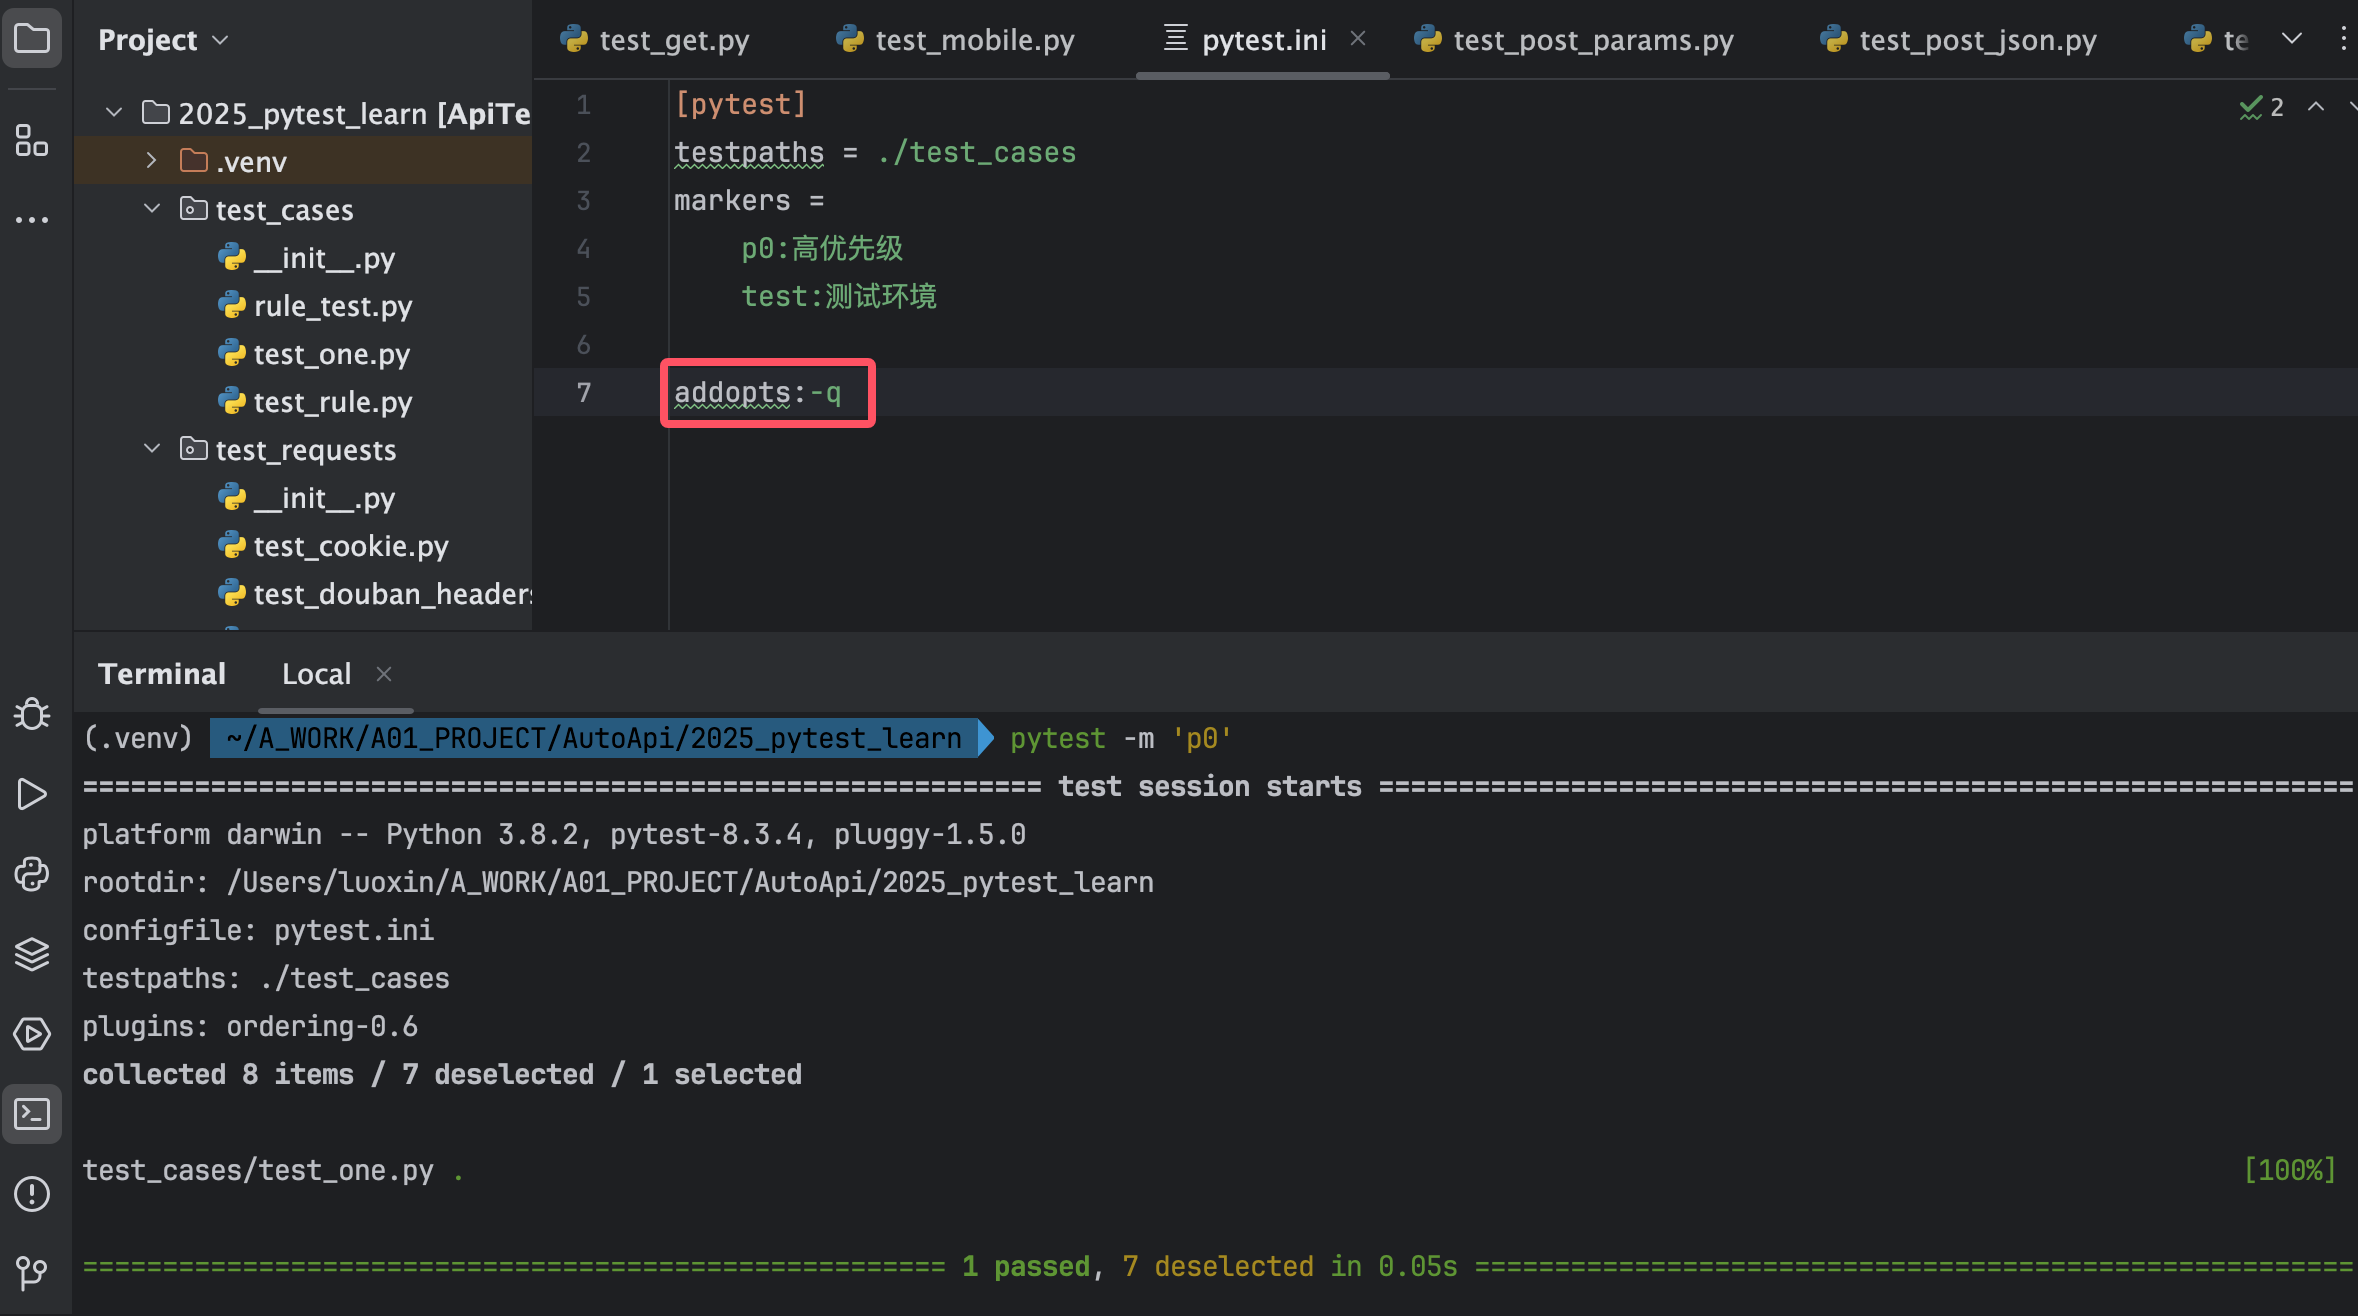 Project
test_get.py
test_mobile.py
pytest.ini
test_post_params.py
test_post_json.py
te
2025_pytest_learn [ApiTe
.venv
test_cases
__init__.py
rule_test.py
test_one.py
test_rule.py
test_requests
__init__.py
test_cookie.py
test_douban_headers
1 [pytest]
2 testpaths = ./test_cases
3 markers =
4 p0:高优先级
5 test:测试环境
6
7 addopts:-q
2
Terminal Local
(.venv) ~/A_WORK/A01_PROJECT/AutoApi/2025_pytest_learn pytest -m 'p0'
============================================================ test session starts =============================================================
platform darwin -- Python 3.8.2, pytest-8.3.4, pluggy-1.5.0
rootdir: /Users/luoxin/A_WORK/A01_PROJECT/AutoApi/2025_pytest_learn
configfile: pytest.ini
testpaths: ./test_cases
plugins: ordering-0.6
collected 8 items / 7 deselected / 1 selected
test_cases/test_one.py . [100%]
====================================================== 1 passed, 7 deselected in 0.05s =======================================================